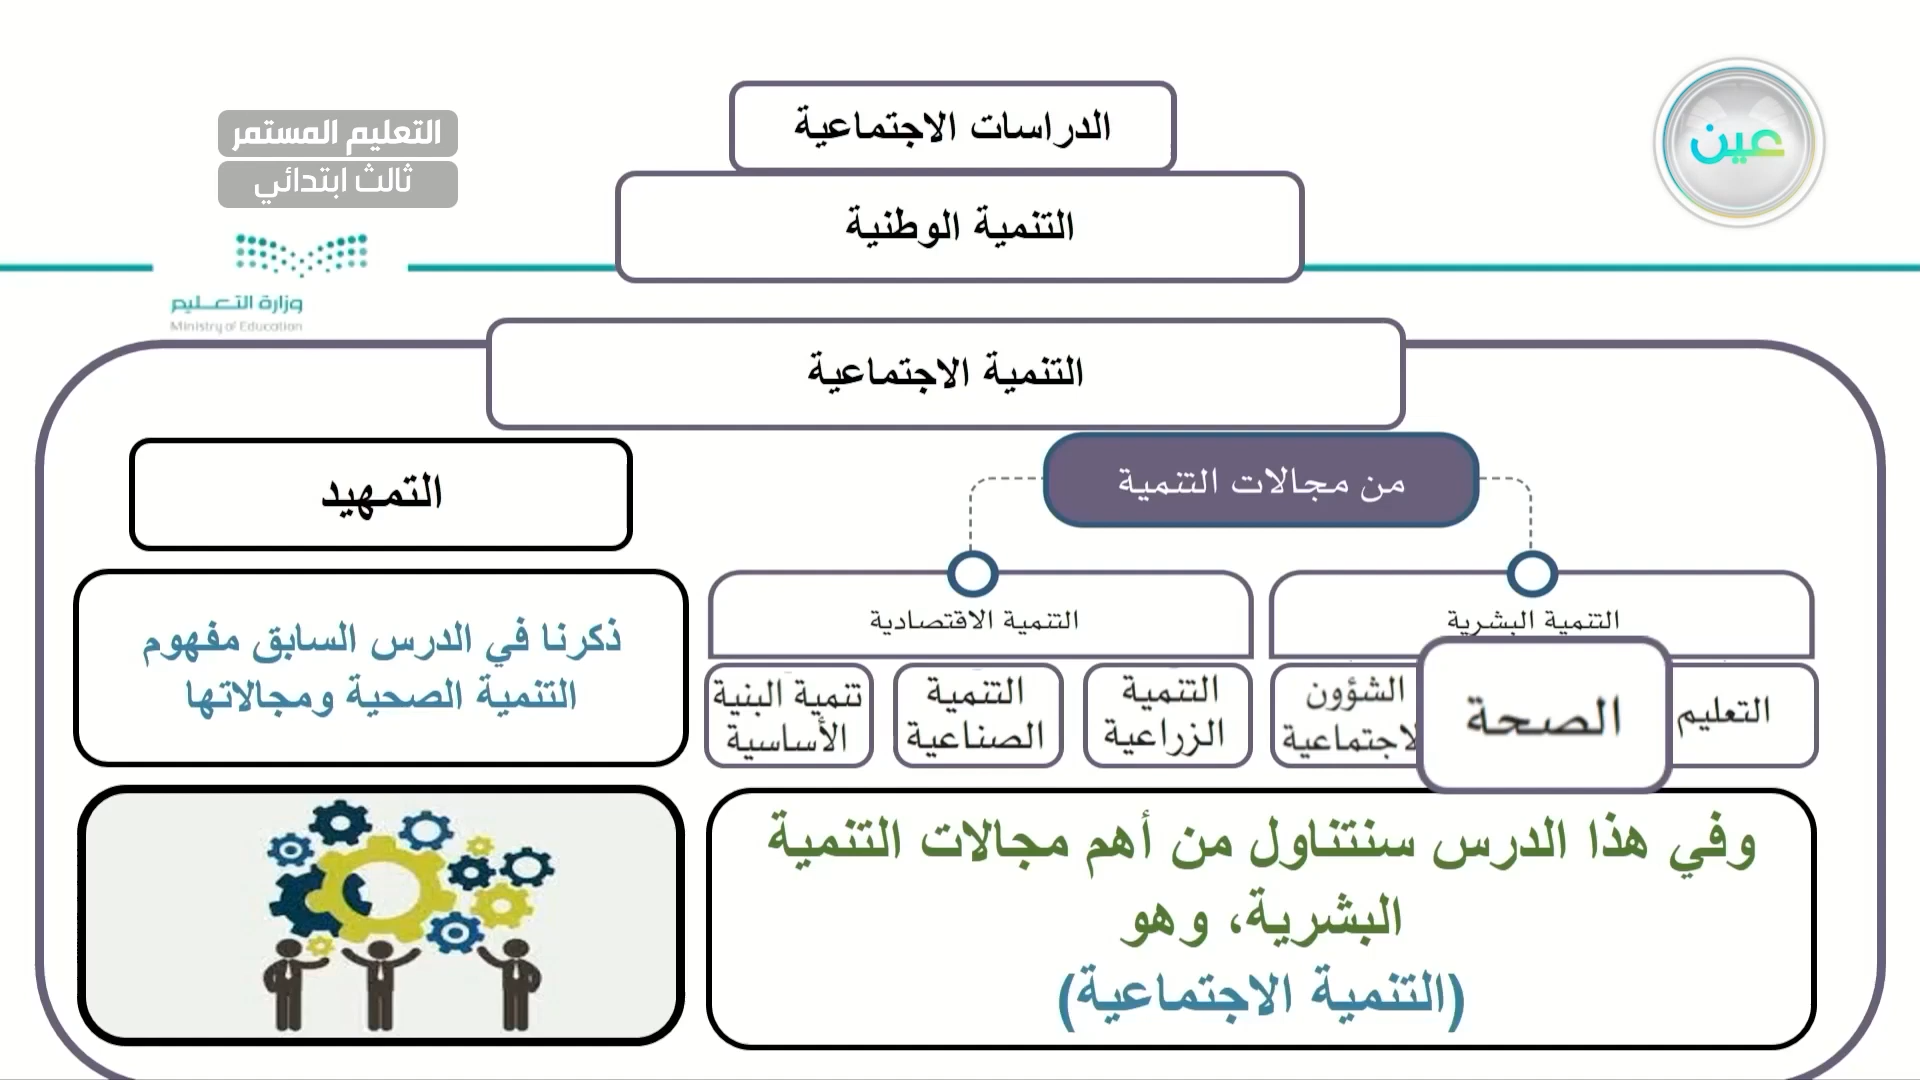 الدراسات الاجتماعية
عين
التعليم المستمر
ثالث ابتدائي
التنمية الوطنية
وزارة التعليم
Ministry of Education
التنمية الاجتماعية
من مجالات التنمية
التنمية البشرية
التنمية الاقتصادية
التعليم
الصحة
الشؤون
لاجتماعية
التنمية
الزراعية
التنمية
الصناعية
تنمية البنية
الأساسية
التمهيد
ذكرنا في الدرس السابق مفهوم
التنمية الصحية ومجالاتها
وفي هذا الدرس سنتناول من أهم مجالات التنمية
البشرية، وهو
(التنمية الاجتماعية)